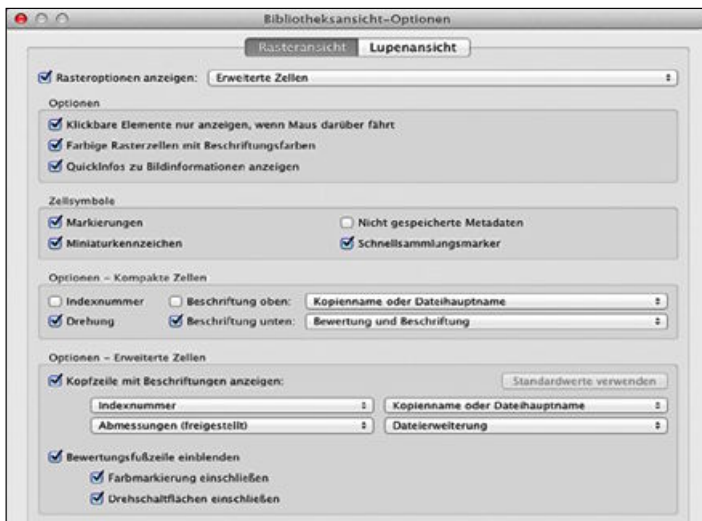 Bibliotheksansicht-Optionen
Rasteransicht Lupenansicht
Rasteroptionen anzeigen: Erweiterte Zellen
Optionen
Klickbare Elemente nur anzeigen, wenn Maus darüber fährt
Farbige Rasterzellen mit Beschriftungsfarben
QuickInfos zu Bildinformationen anzeigen
Zellsymbole
Markierungen Nicht gespeicherte Metadaten
Miniaturkennzeichen Schnellsammlungsmarker
Optionen – Kompakte Zellen
Indexnummer Beschriftung oben: Kopienname oder Dateihauptname
Drehung Beschriftung unten: Bewertung und Beschriftung
Optionen – Erweiterte Zellen
Kopfzeile mit Beschriftungen anzeigen: Standardwerte verwenden
Indexnummer Kopienname oder Dateihauptname
Abmessungen (freigestellt) Dateierweiterung
Bewertungsfußzeile einblenden
Farbmarkierung einschließen
Drehschaltflächen einschließen